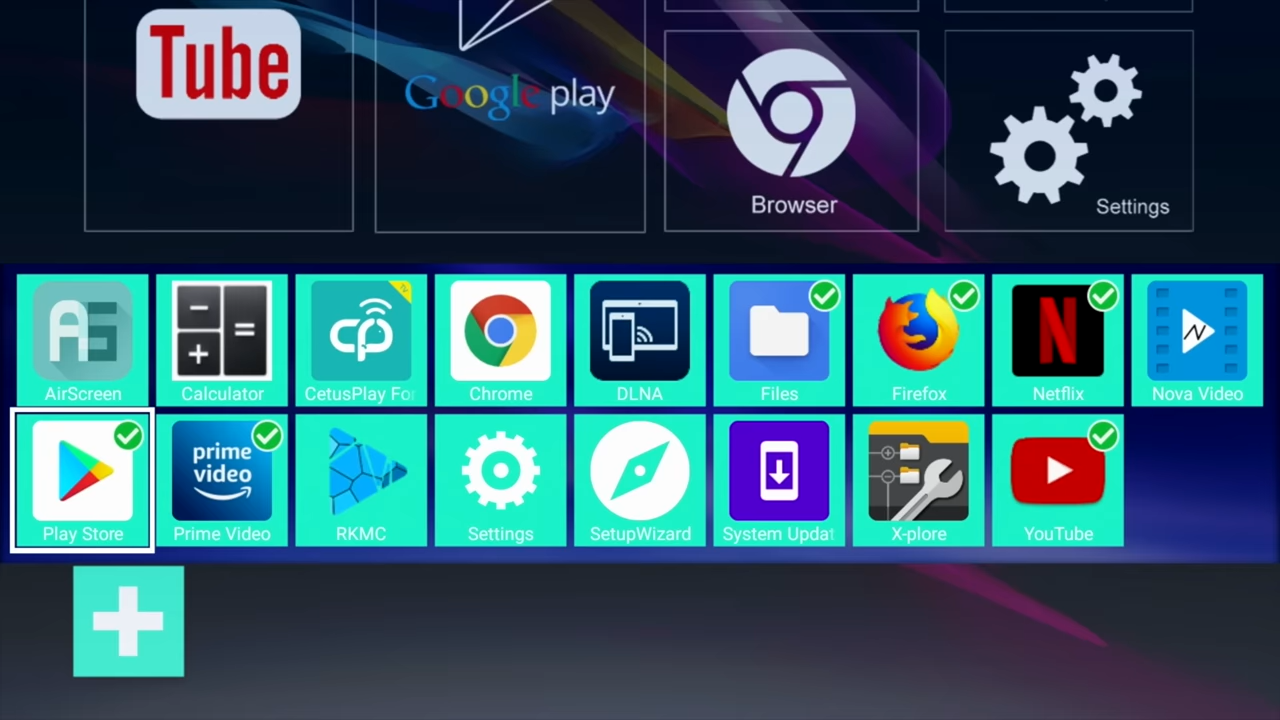 Tube
Google play
Browser
Settings
AirScreen
Calculator
TV
CetusPlay For
Chrome
DLNA
Files
Firefox
N
Netflix
Nova Video
Play Store
prime
video
Prime Video
RKMC
Settings
SetupWizard
System Updat
X-plore
YouTube